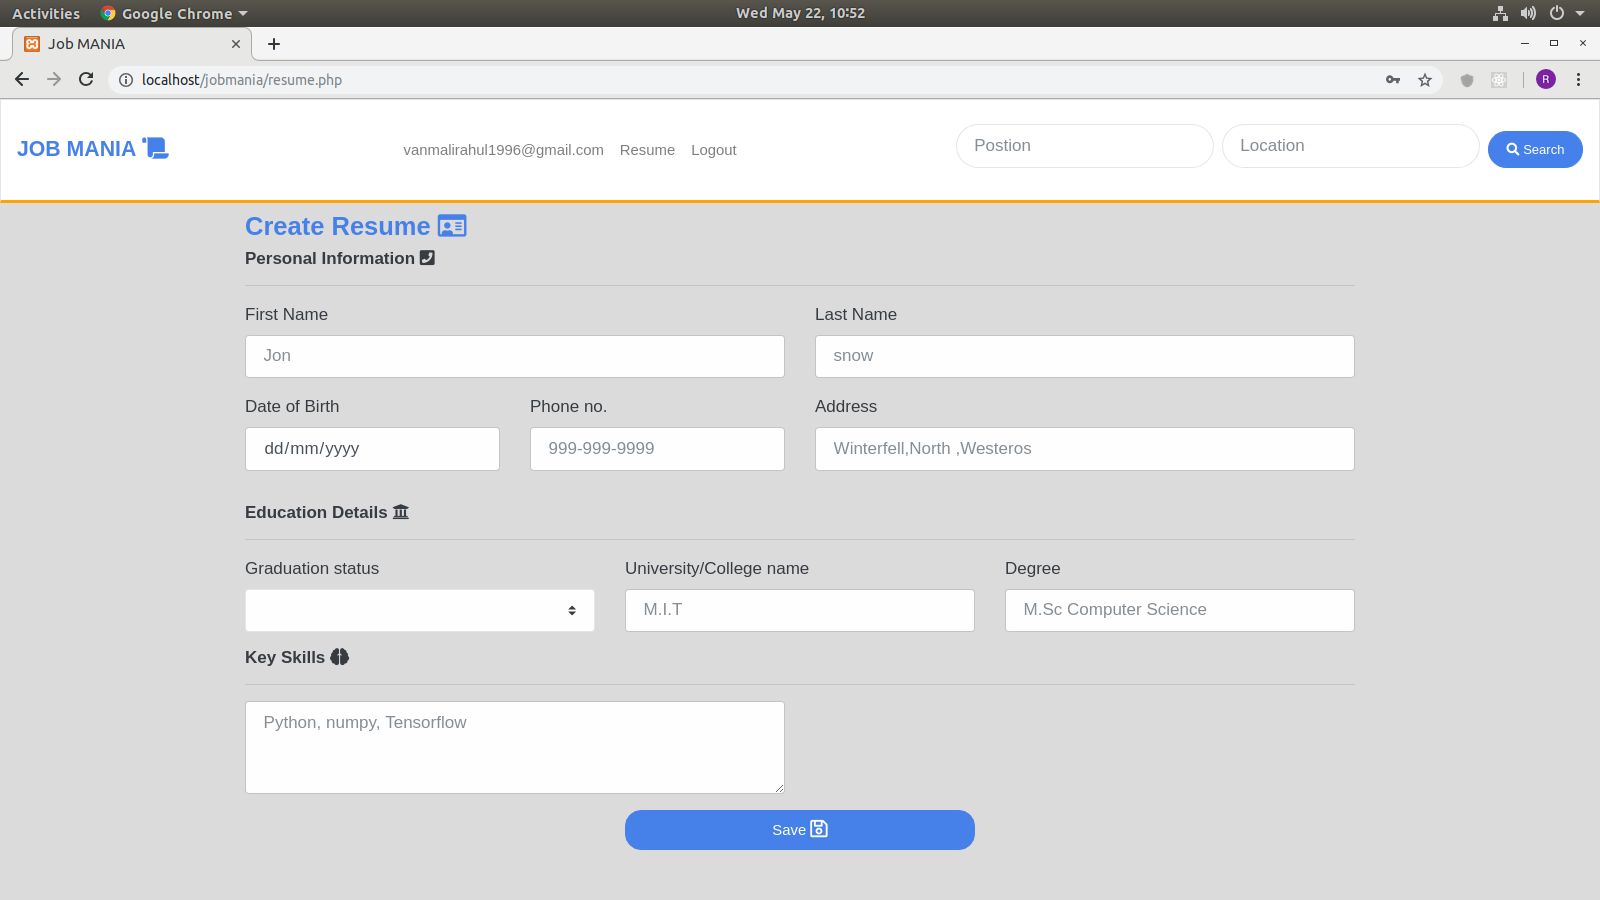 Activities Google Chrome Wed May 22, 10:52
Job MANIA
localhost/jobmania/resume.php R
JOB MANIA vanmalirahul1996@gmail.com Resume Logout Postion Location Search
Create Resume
Personal Information
First Name Last Name
Jon snow
Date of Birth Phone no. Address
dd/mm/yyyy 999-999-9999 Winterfell,North ,Westeros
Education Details
Graduation status University/College name Degree
M.I.T M.Sc Computer Science
Key Skills
Python, numpy, Tensorflow
Save